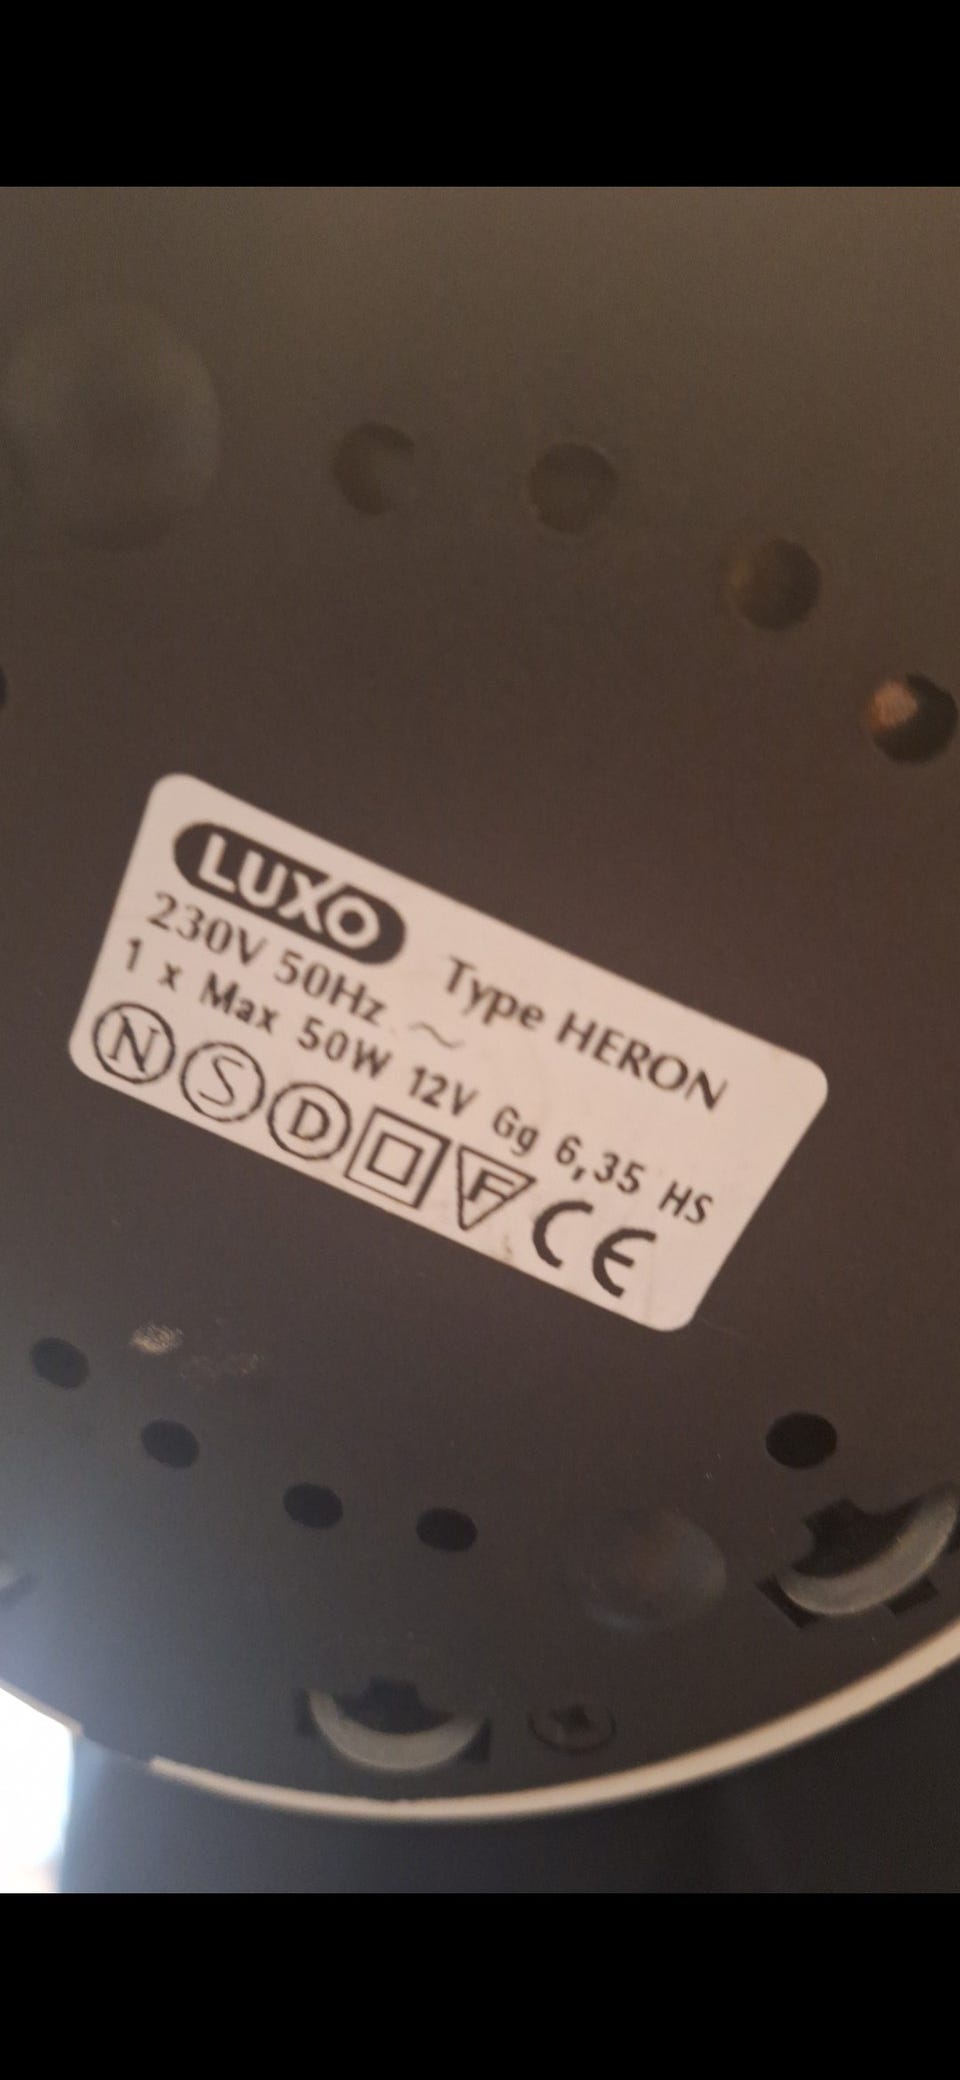 LUXO Type HERON
230V 50Hz ~
1 x Max 50W 12V Gg 6,35 HS
N S D F CE